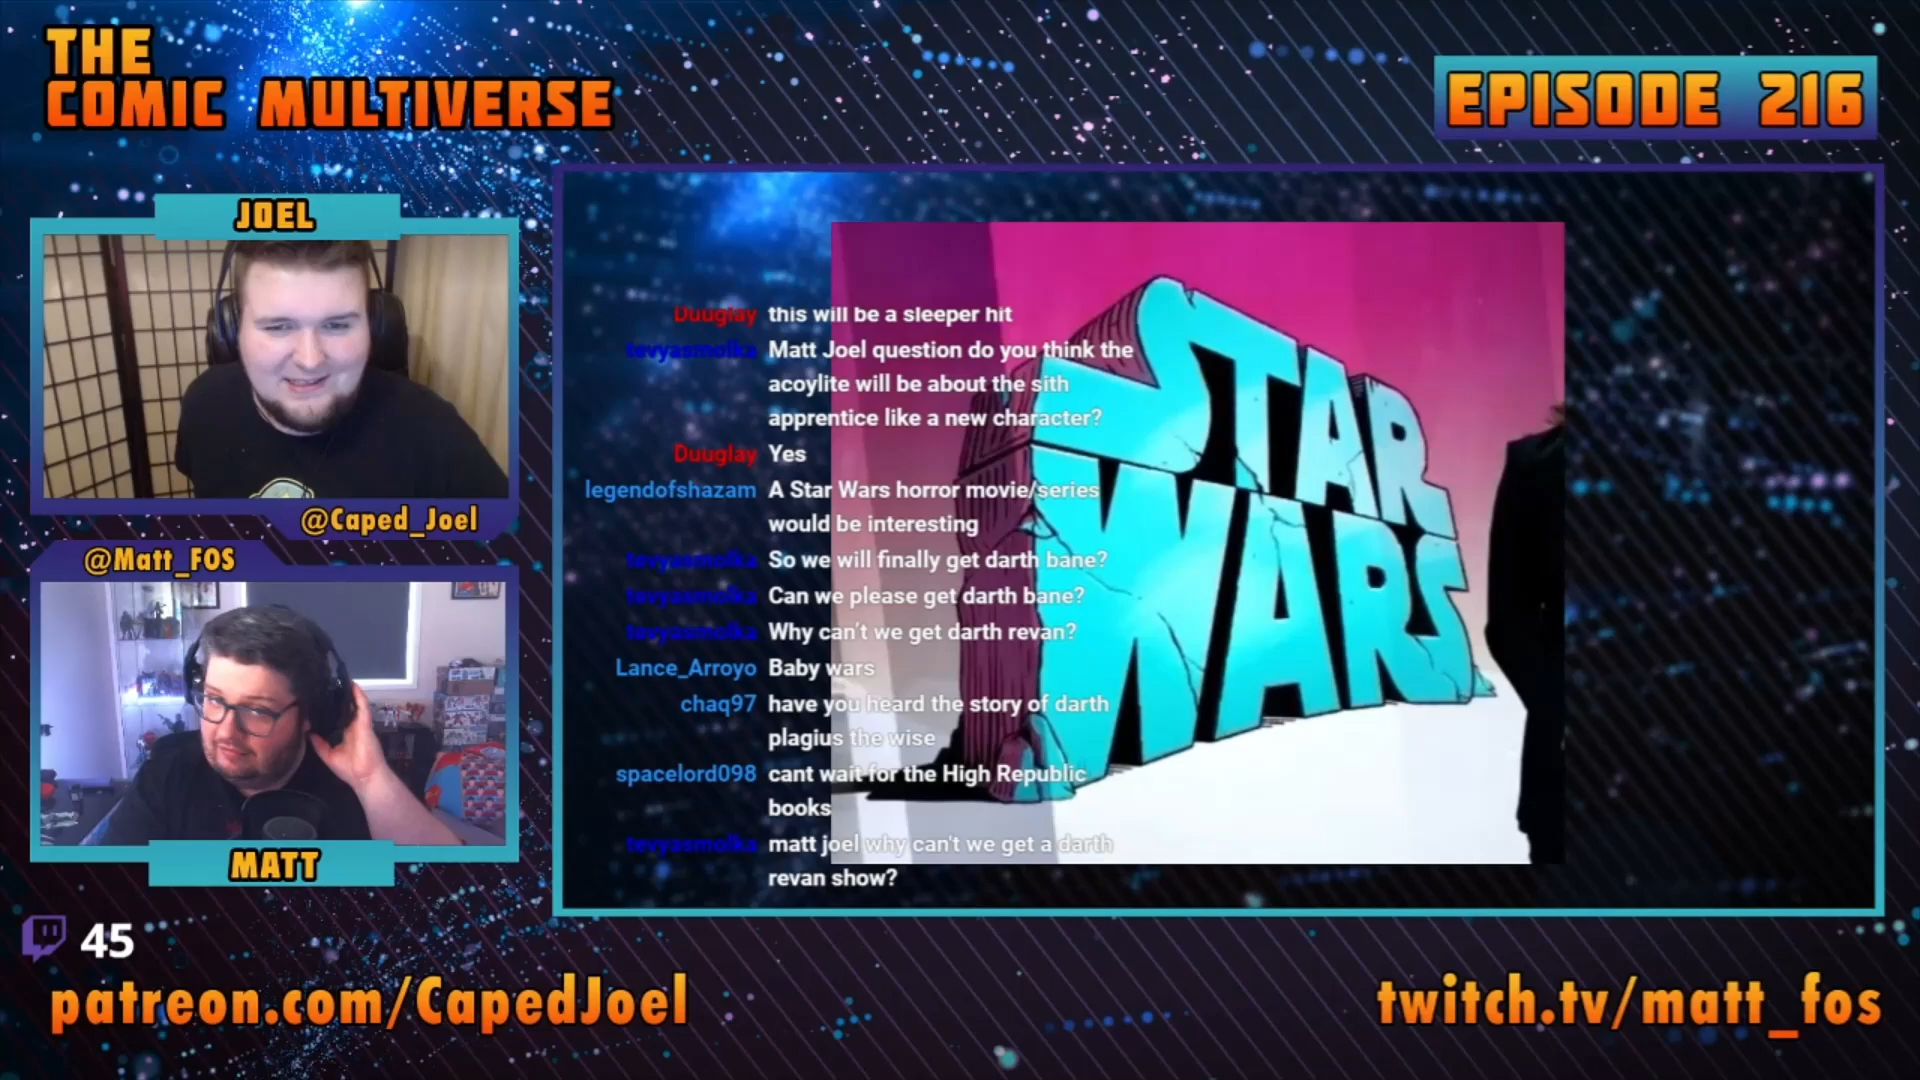 THE
COMIC MULTIVERSE
EPISODE 216
JOEL
@Caped_Joel
@Matt_FOS
MATT
Duuglay this will be a sleeper hit
tevyasmolka Matt Joel question do you think the
acoylite will be about the sith
apprentice like a new character?
Duuglay Yes
legendofshazam A Star Wars horror movie/series
would be interesting
tevyasmolka So we will finally get darth bane?
tevyasmolka Can we please get darth bane?
tevyasmolka Why can't we get darth revan?
Lance_Arroyo Baby wars
chaq97 have you heard the story of darth
plagius the wise
spacelord098 cant wait for the High Republic
books
tevyasmolka matt joel why can't we get a darth
revan show?
STAR
WARS
45
patreon.com/CapedJoel
twitch.tv/matt_fos